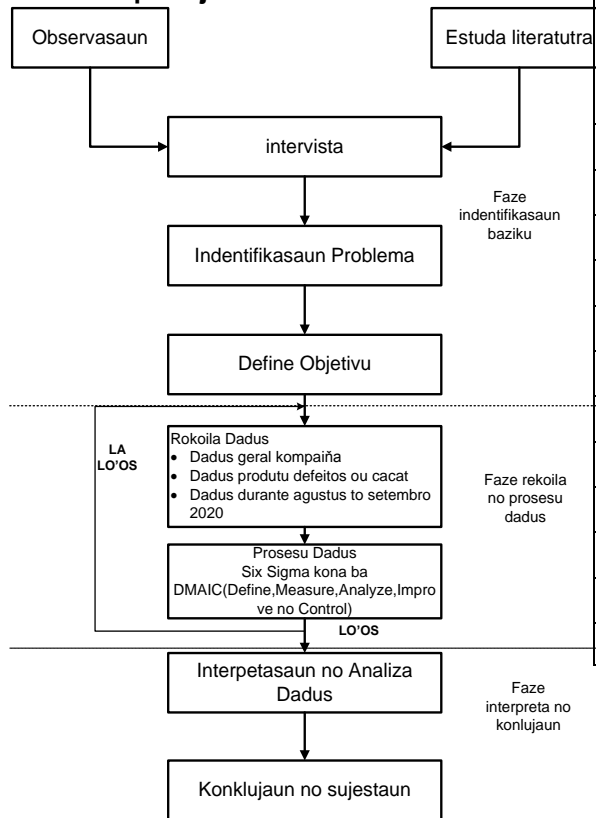 Observasaun
Estuda literatutra
intervista
Faze
indentifikasaun
baziku
Indentifikasaun Problema
Define Objetivu
LA
LO'OS
Rokoila Dadus
• Dadus geral kompaiña
• Dadus produtu defeitos ou cacat
• Dadus durante agustus to setembro
2020
Faze rekoila
no prosesu
dadus
Prosesu Dadus
Six Sigma kona ba
DMAIC(Define,Measure,Analyze,Impro
ve no Control)
LO'OS
Interpetasaun no Analiza
Dadus
Faze
interpreta no
konlujaun
Konklujaun no sujestaun